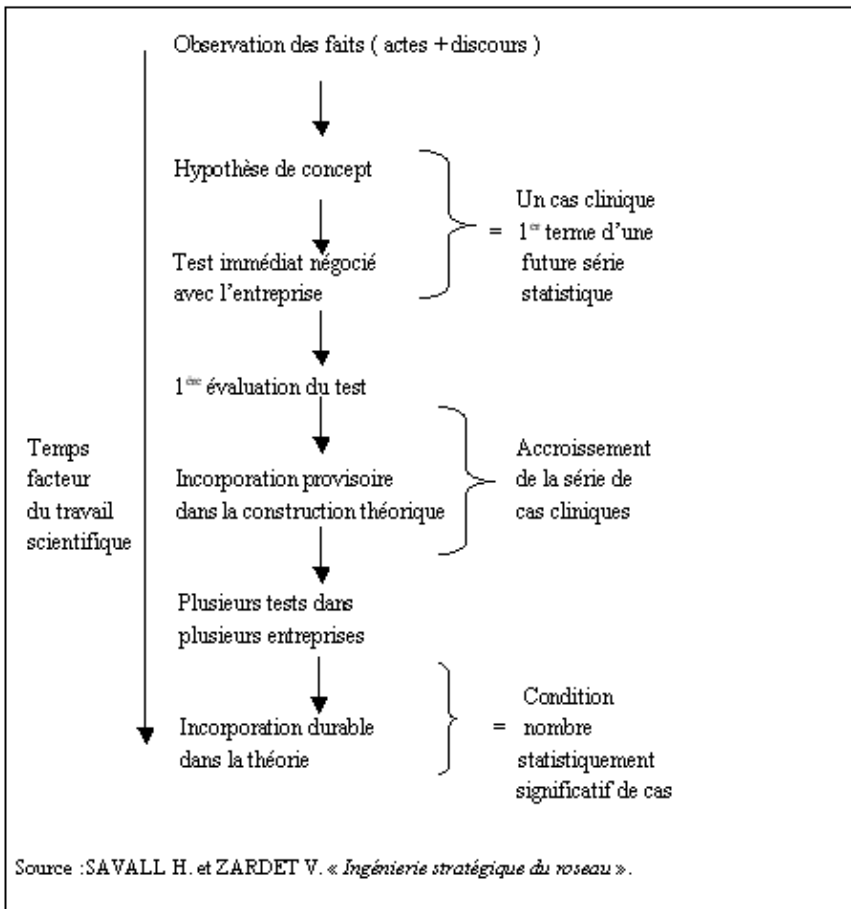 Observation des faits ( actes + discours )
Hypothèse de concept
Test immédiat négocié
avec l'entreprise
Un cas clinique
= 1er terme d'une
future série
statistique
1ère évaluation du test
Incorporation provisoire
dans la construction théorique
Accroissement
de la série de
cas cliniques
Temps
facteur
du travail
scientifique
Plusieurs tests dans
plusieurs entreprises
Incorporation durable
dans la théorie
Condition
= nombre
statistiquement
significatif de cas
Source :SAVALL H. et ZARDET V. « Ingénierie stratégique du roseau ».